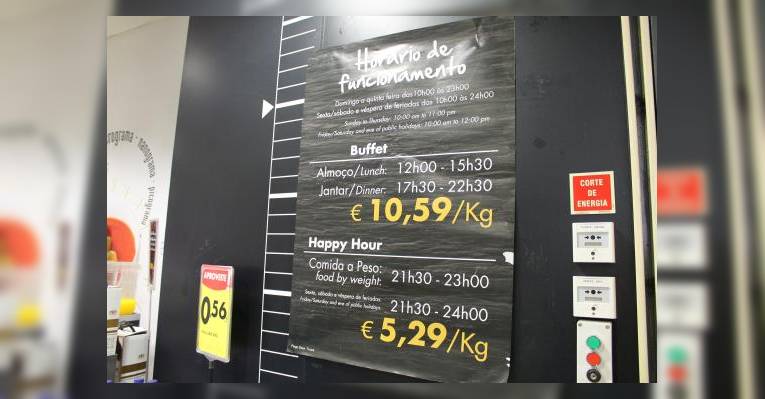 Horário de
funcionamento
Domingo a quinta feira das 10h00 às 23h00
Sexta/sábado e véspera de feriados das 10h00 às 24h00
Sunday to Thursday: 10:00 am to 11:00 pm
Friday/Saturday and eve of public holidays: 10:00 am to 12:00 pm
Buffet
Almoço/Lunch: 12h00 - 15h30
Jantar/Dinner: 17h30 - 22h30
€ 10,59/Kg
Happy Hour
Comida a Peso:
food by weight: 21h30 - 23h00
Sexta, sábado e véspera de feriados
Friday/Saturday and eve of public holidays 21h30 - 24h00
€ 5,29/Kg
APROVEITE
0,56
CORTE
DE
ENERGIA
nanograma
picograma